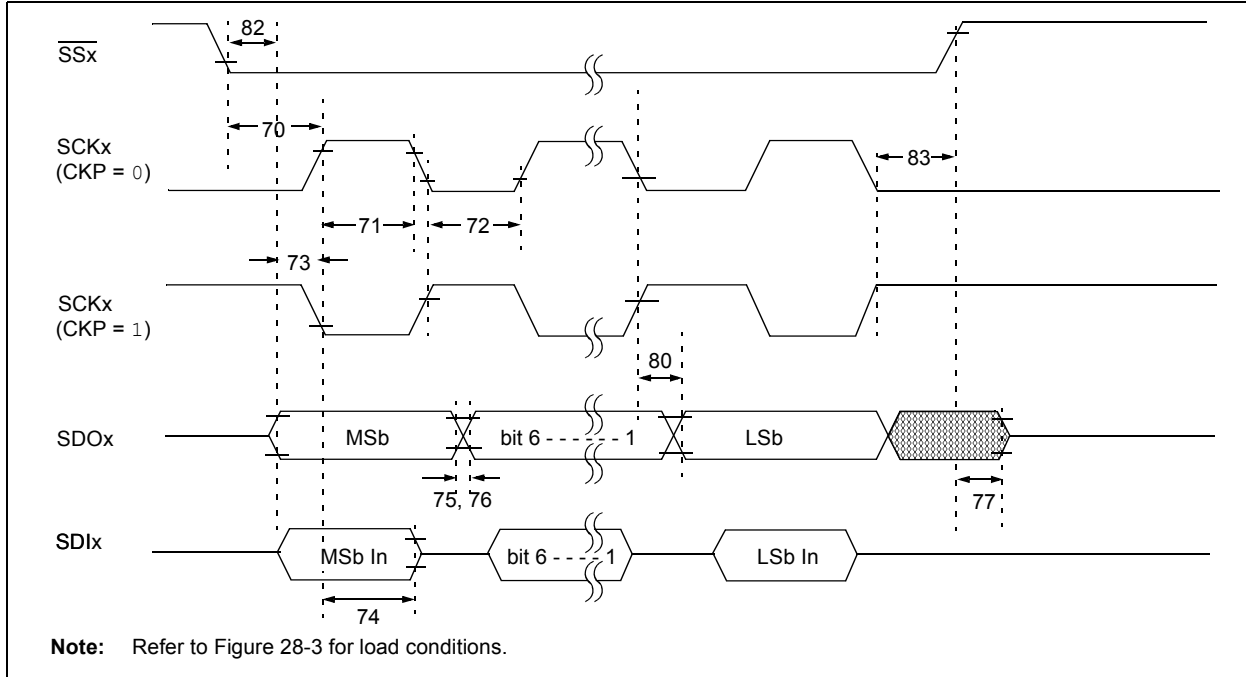 82
SSx
70
SCKx
(CKP = 0)
83
71
72
73
SCKx
(CKP = 1)
80
SDOx
MSb
bit 6 - - - - - - 1
LSb
75, 76
77
SDIx
MSb In
bit 6 - - - - 1
LSb In
74
Note: Refer to Figure 28-3 for load conditions.